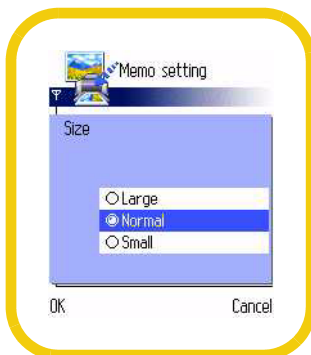 Memo setting
Size
Large
Normal
Small
OK Cancel